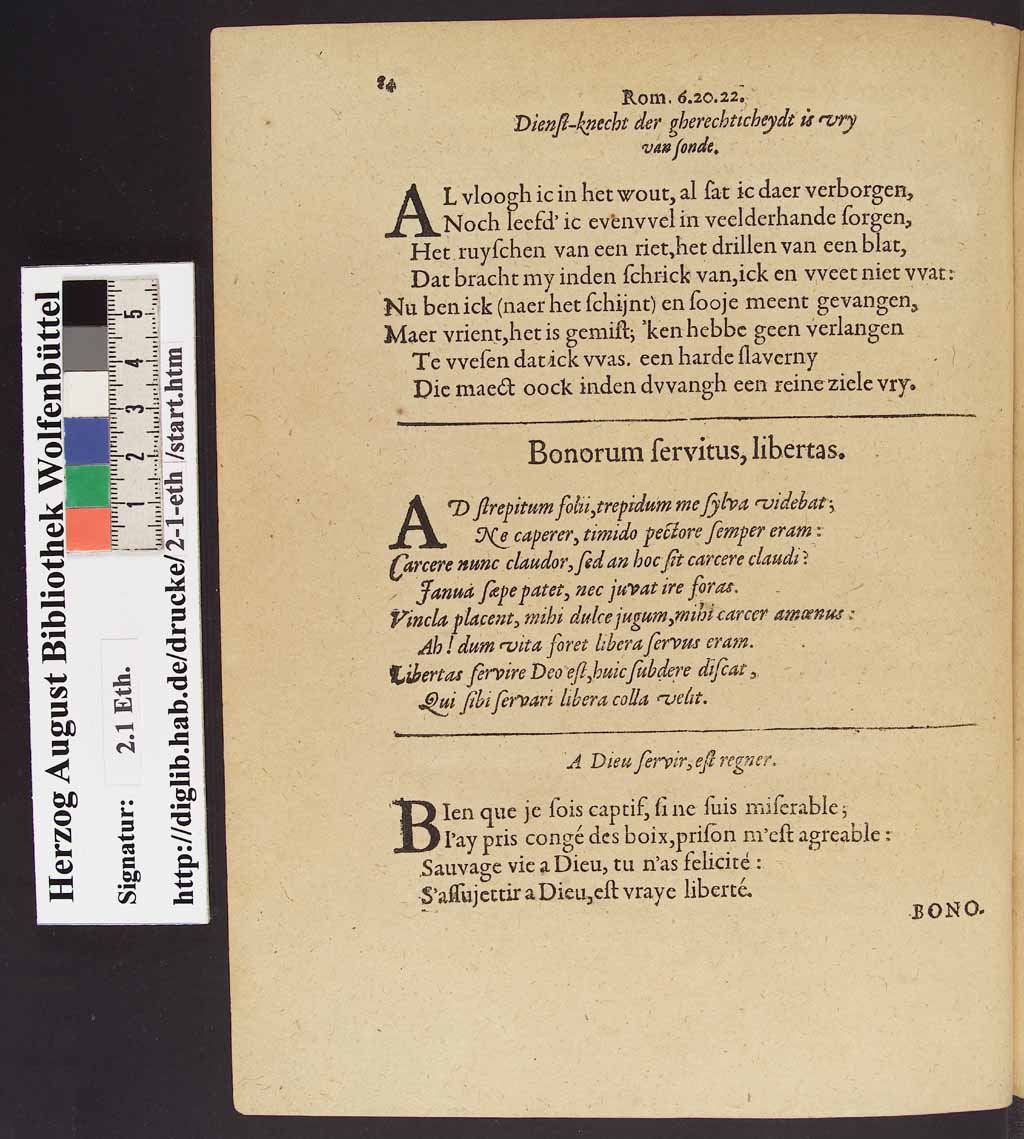 84
Rom. 6.20.22.
Dienſt-knecht der gherechticheydt is vry
van ſonde.
AL vloogh ic in het wout, al ſat ic daer verborgen,
Noch leefd' ic evenvvel in veelderhande ſorgen,
Het ruyſchen van een riet, het drillen van een blat,
Dat bracht my inden ſchrick van, ick en vveet niet vvat:
Nu ben ick (naer het ſchijnt) en ſooje meent gevangen,
Maer vrient, het is gemiſt; 'ken hebbe geen verlangen
Te vveſen dat ick vvas. een harde ſlaverny
Die maect oock inden dvvangh een reine ziele vry.
Bonorum ſervitus, libertas.
AD ſtrepitum folii, trepidum me ſylva videbat;
Ne caperer, timido pectore ſemper eram:
Carcere nunc claudor, ſed an hoc ſit carcere claudi?
Januá ſæpe patet, nec juvat ire foras.
Vincla placent, mihi dulce jugum, mihi carcer amœnus:
Ah! dum vita foret libera ſervus eram.
Libertas ſervire Deo eſt, huic ſubdere diſcat,
Qui ſibi ſervari libera colla velit.
A Dieu ſervir, eſt regner.
BIen que je ſois captif, ſi ne ſuis miſerable;
I'ay pris congé des boix, priſon m'eſt agreable:
Sauvage vie a Dieu, tu n'as felicité:
S'aſſujettir a Dieu, eſt vraye liberté.
BONO.
Herzog August Bibliothek Wolfenbüttel
Signatur: 2.1 Eth.
http://diglib.hab.de/drucke/2-1-eth/start.htm
1 2 3 4 5